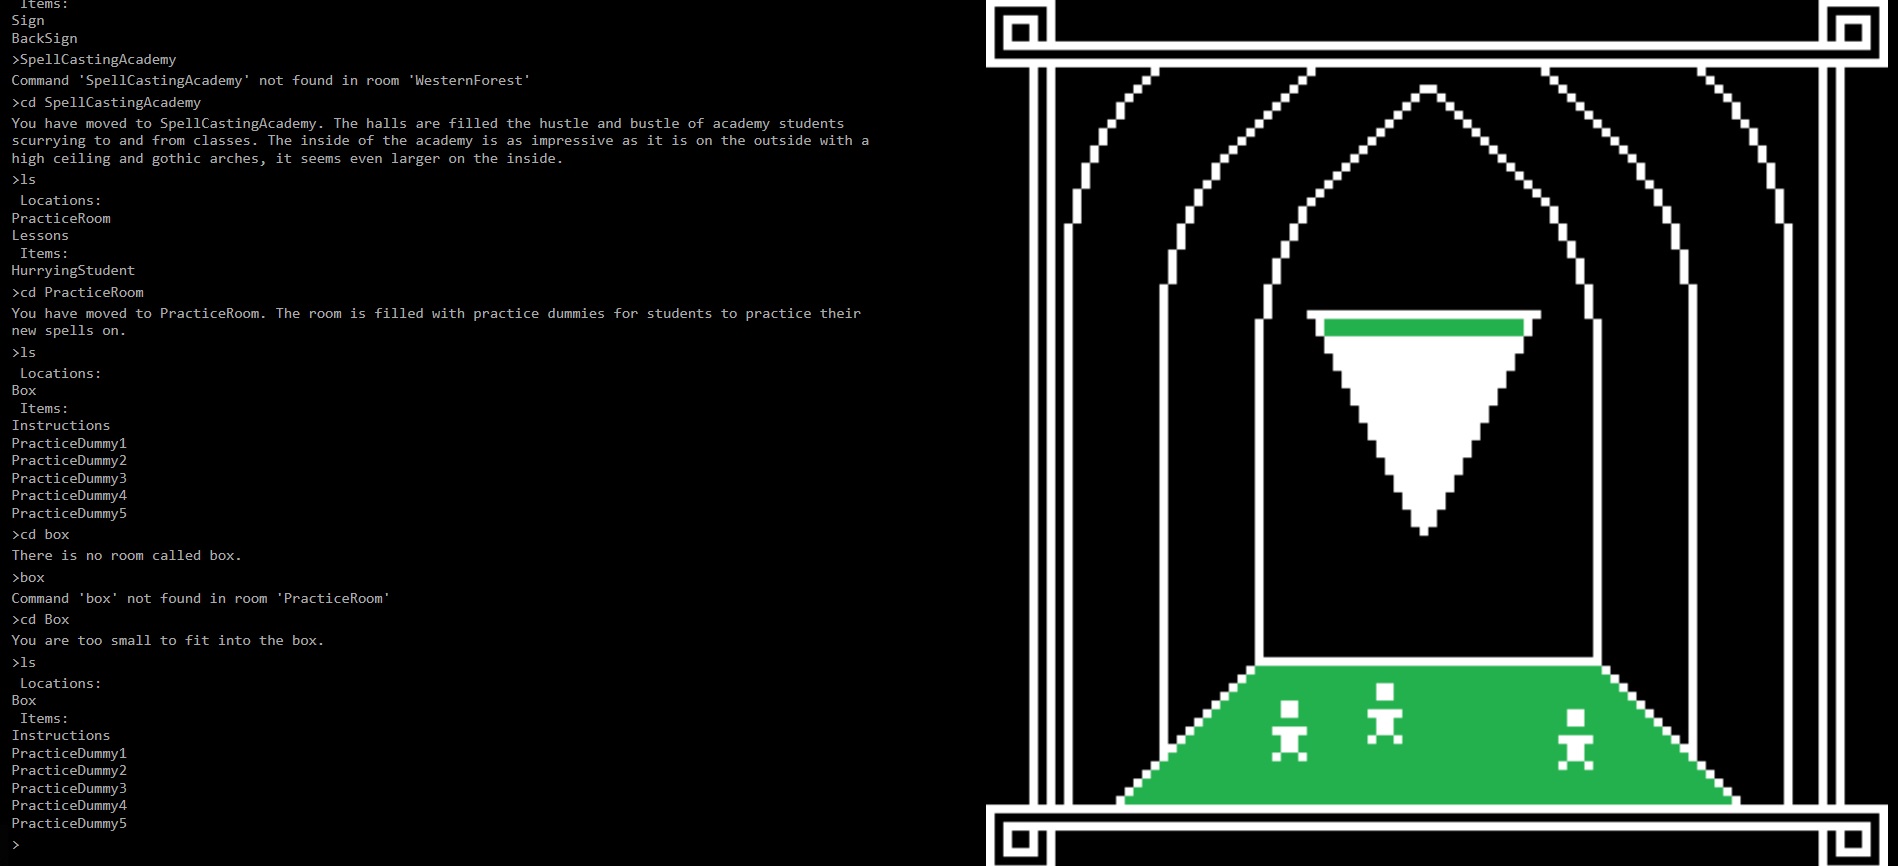 Items:
Sign
BackSign
>SpellCastingAcademy
Command 'SpellCastingAcademy' not found in room 'WesternForest'
>cd SpellCastingAcademy
You have moved to SpellCastingAcademy. The halls are filled the hustle and bustle of academy students
scurrying to and from classes. The inside of the academy is as impressive as it is on the outside with a
high ceiling and gothic arches, it seems even larger on the inside.
>ls
Locations:
PracticeRoom
Lessons
Items:
HurryingStudent
>cd PracticeRoom
You have moved to PracticeRoom. The room is filled with practice dummies for students to practice their
new spells on.
>ls
Locations:
Box
Items:
Instructions
PracticeDummy1
PracticeDummy2
PracticeDummy3
PracticeDummy4
PracticeDummy5
>cd box
There is no room called box.
>box
Command 'box' not found in room 'PracticeRoom'
>cd Box
You are too small to fit into the box.
>ls
Locations:
Box
Items:
Instructions
PracticeDummy1
PracticeDummy2
PracticeDummy3
PracticeDummy4
PracticeDummy5
>